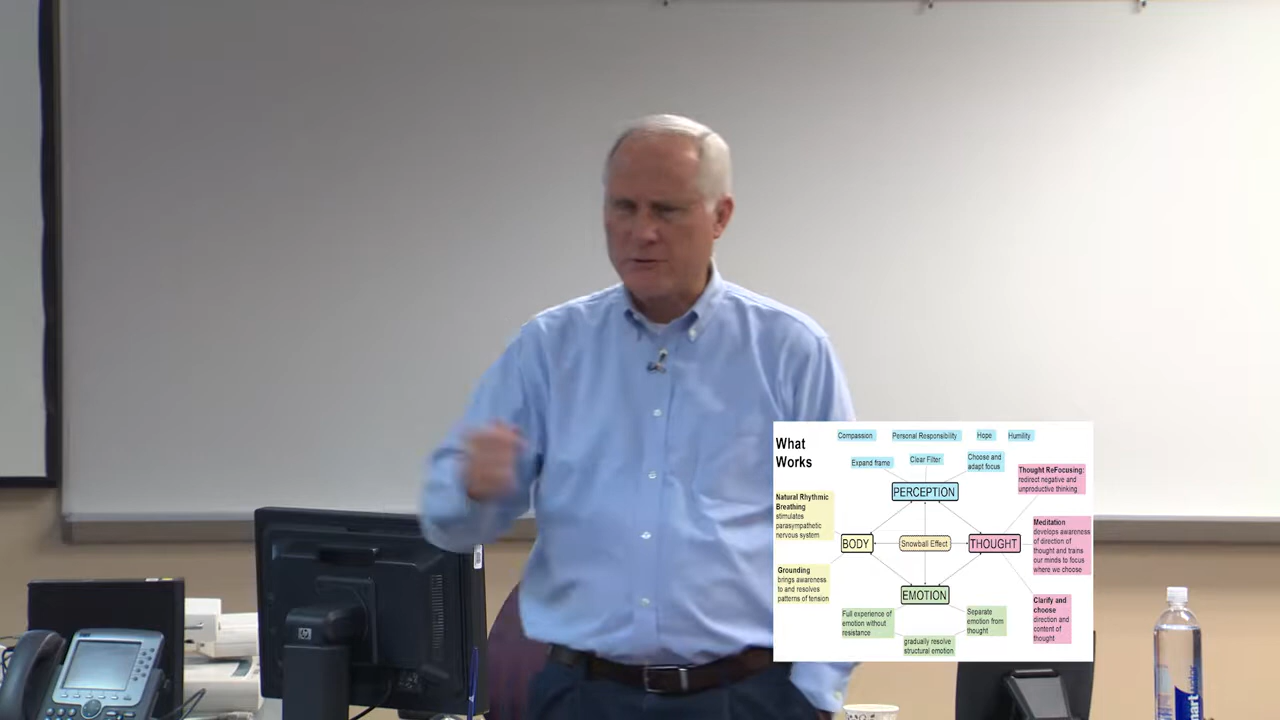 What
Works
Compassion
Personal Responsibility
Hope
Humility
Expand frame
Clear Filter
Choose and
adapt focus
PERCEPTION
Thought ReFocusing:
redirect negative and
unproductive thinking
Natural Rhythmic
Breathing
stimulates
parasympathetic
nervous system
BODY
Snowball Effect
THOUGHT
Meditation
develops awareness
of direction of
thought and trains
our minds to focus
where we choose
Grounding
brings awareness
to and resolves
patterns of tension
EMOTION
Full experience of
emotion without
resistance
gradually resolve
structural emotion
Separate
emotion from
thought
Clarify and
choose
direction and
content of
thought
hp